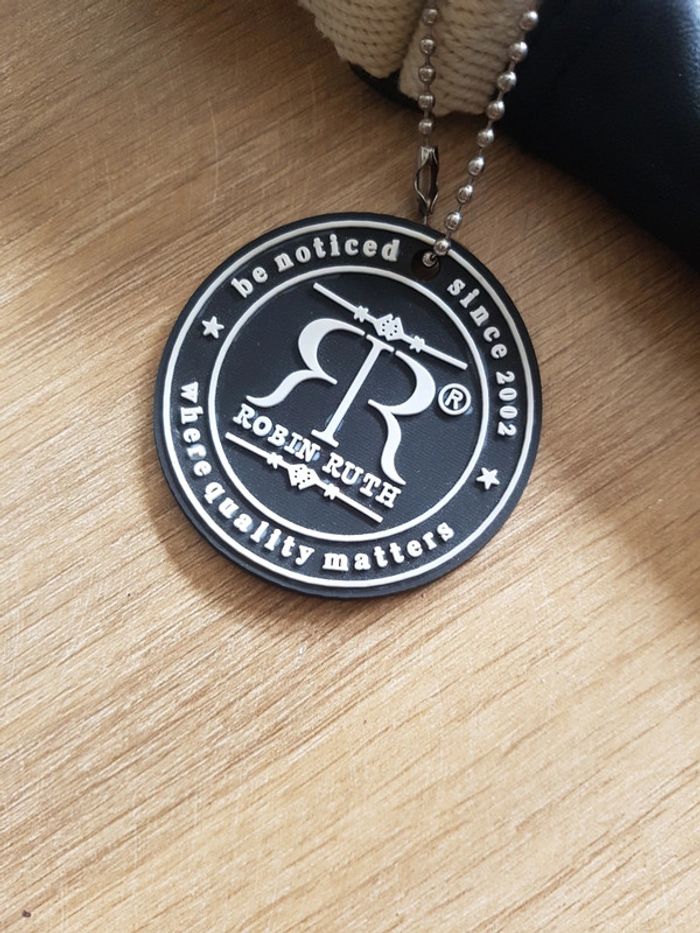 be noticed
since 2002
RR®
ROBIN RUTH
where quality matters